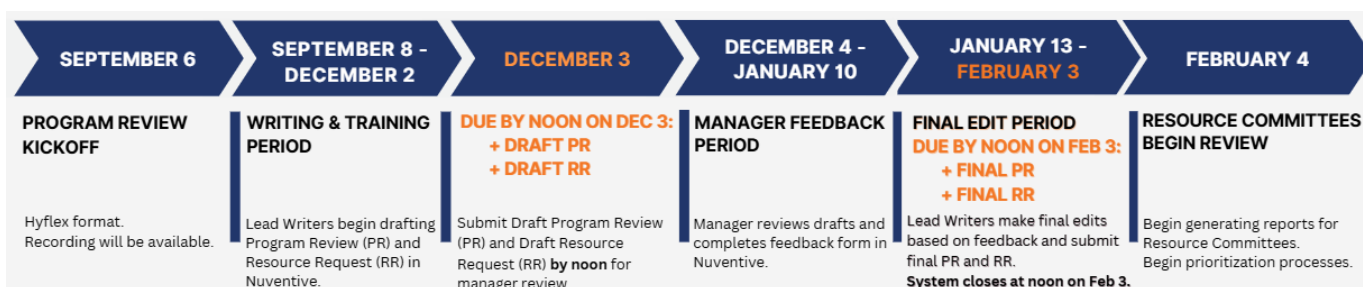 SEPTEMBER 6
SEPTEMBER 8 -
DECEMBER 2
DECEMBER 3
DECEMBER 4 -
JANUARY 10
JANUARY 13 -
FEBRUARY 3
FEBRUARY 4
PROGRAM REVIEW
KICKOFF
Hyflex format.
Recording will be available.
WRITING & TRAINING
PERIOD
Lead Writers begin drafting
Program Review (PR) and
Resource Request (RR) in
Nuventive.
DUE BY NOON ON DEC 3:
+ DRAFT PR
+ DRAFT RR
Submit Draft Program Review
(PR) and Draft Resource
Request (RR) by noon for
manager review
MANAGER FEEDBACK
PERIOD
Manager reviews drafts and
completes feedback form in
Nuventive.
FINAL EDIT PERIOD
DUE BY NOON ON FEB 3:
+ FINAL PR
+ FINAL RR
Lead Writers make final edits
based on feedback and submit
final PR and RR.
System closes at noon on Feb 3.
RESOURCE COMMITTEES
BEGIN REVIEW
Begin generating reports for
Resource Committees.
Begin prioritization processes.